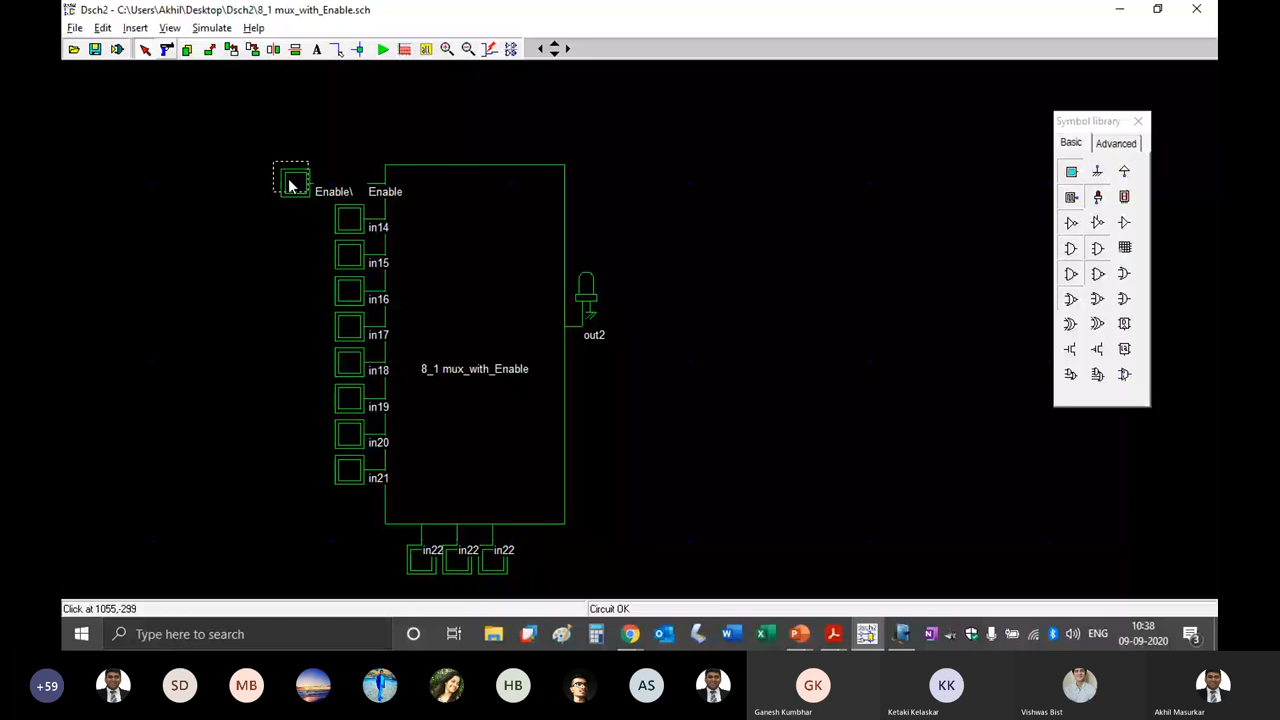 Dsch2 - C:\Users\Akhil\Desktop\Dsch2\8_1 mux_with_Enable.sch
File Edit Insert View Simulate Help
A
Symbol library
Basic Advanced
Enable\ Enable
in14
in15
in16
in17
out2
in18
8_1 mux_with_Enable
in19
in20
in21
in22 in22 in22
Click at 1055,-299
Circuit OK
Type here to search
ENG
10:38
09-09-2020
3
+59
SD
MB
HB
AS
GK
KK
Ganesh Kumbhar
Ketaki Kelaskar
Vishwas Bist
Akhil Masurkar